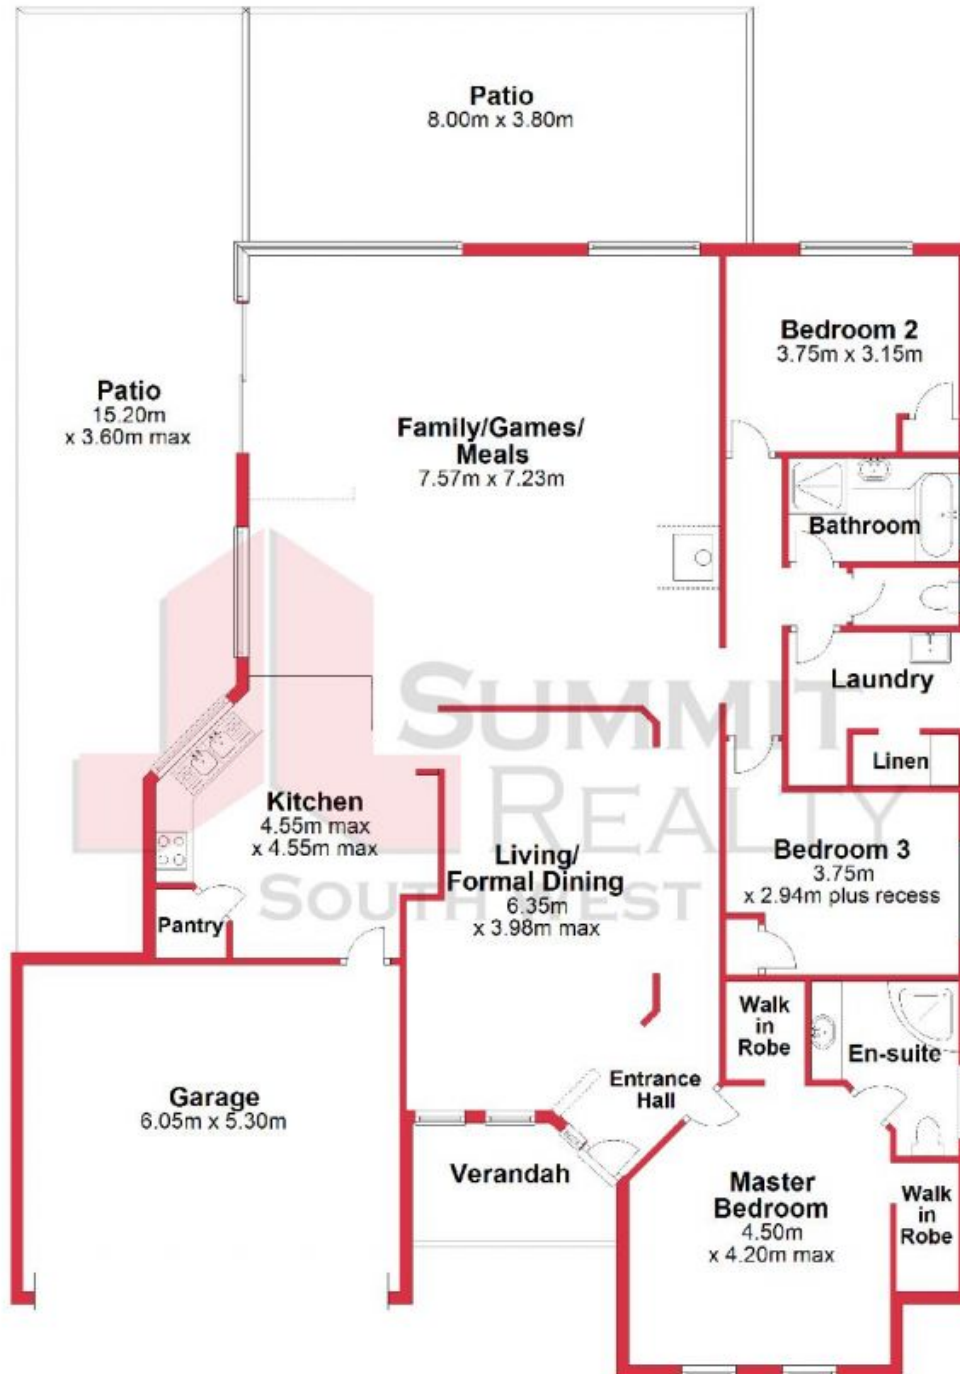 Patio
8.00m x 3.80m
Bedroom 2
3.75m x 3.15m
Patio
15.20m
x 3.60m max
Family/Games/
Meals
7.57m x 7.23m
Bathroom
Laundry
Linen
SUMMIT
REALTY
SOUTH WEST
Kitchen
4.55m max
x 4.55m max
Living/
Formal Dining
6.35m
x 3.98m max
Bedroom 3
3.75m
x 2.94m plus recess
Pantry
Walk
in
Robe
En-suite
Entrance
Hall
Garage
6.05m x 5.30m
Verandah
Master
Bedroom
4.50m
x 4.20m max
Walk
in
Robe